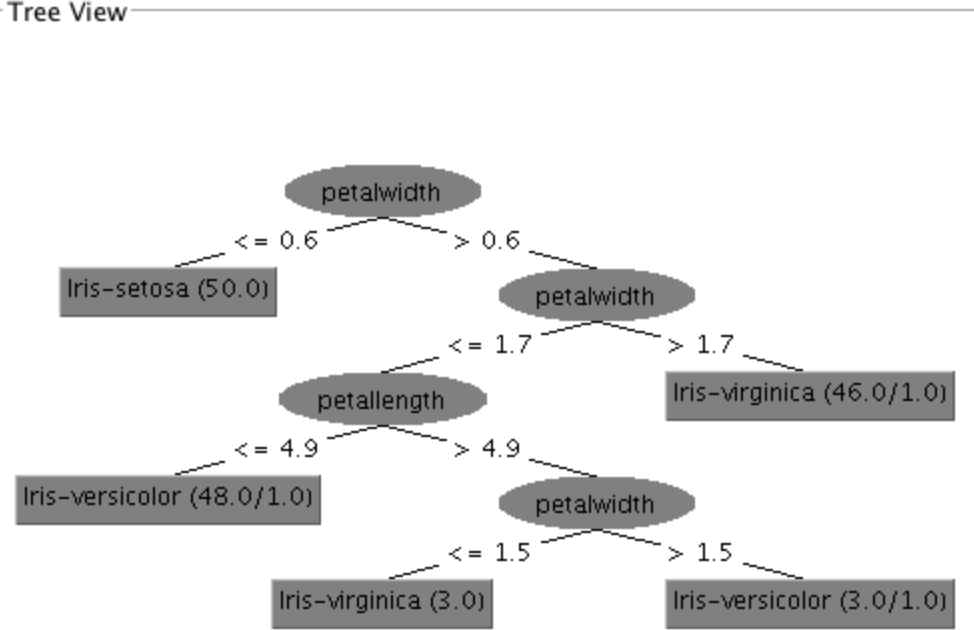 Tree View
petalwidth
<= 0.6
> 0.6
Iris-setosa (50.0)
petalwidth
<= 1.7
> 1.7
petallength
Iris-virginica (46.0/1.0)
<= 4.9
> 4.9
Iris-versicolor (48.0/1.0)
petalwidth
<= 1.5
> 1.5
Iris-virginica (3.0)
Iris-versicolor (3.0/1.0)